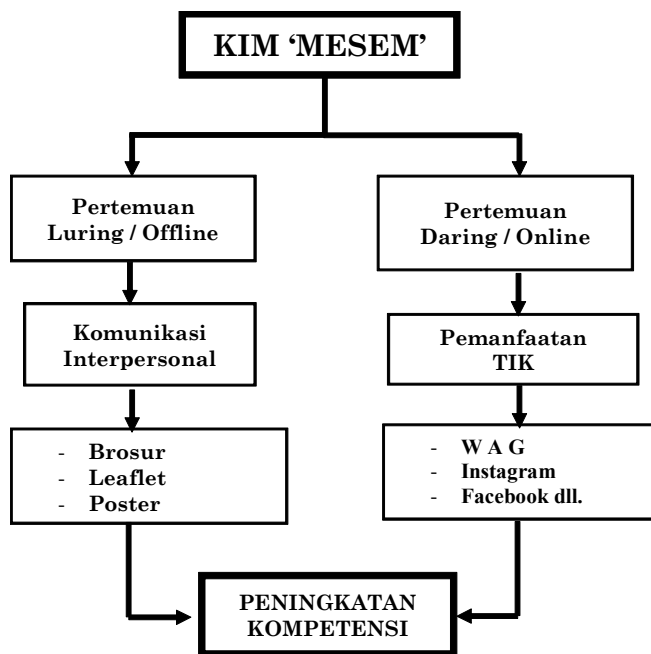 KIM ‘MESEM’
Pertemuan
Luring / Offline
Pertemuan
Daring / Online
Komunikasi
Interpersonal
Pemanfaatan
TIK
- Brosur
- Leaflet
- Poster
- W A G
- Instagram
- Facebook dll.
PENINGKATAN
KOMPETENSI